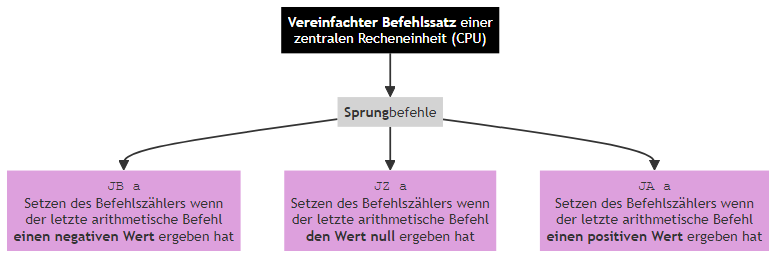 Vereinfachter Befehlssatz einer
zentralen Recheneinheit (CPU)
Sprungbefehle
JB a
Setzen des Befehlszählers wenn
der letzte arithmetische Befehl
einen negativen Wert ergeben hat
JZ a
Setzen des Befehlszählers wenn
der letzte arithmetische Befehl
den Wert null ergeben hat
JA a
Setzen des Befehlszählers wenn
der letzte arithmetische Befehl
einen positiven Wert ergeben hat